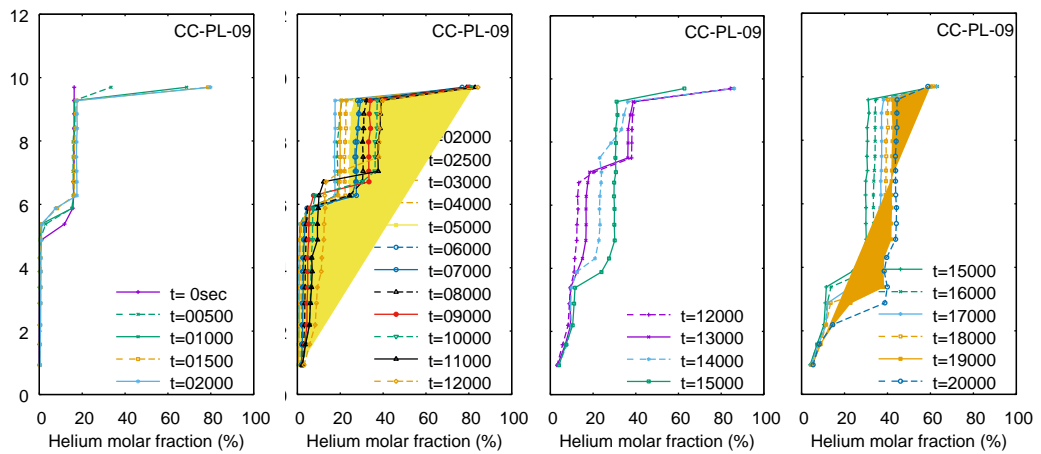 CC-PL-09
12
10
8
6
4
2
0
t= 0sec
t=00500
t=01000
t=01500
t=02000
0 20 40 60 80 100
Helium molar fraction (%)
CC-PL-09
t=02500
t=03000
t=04000
t=05000
t=06000
t=07000
t=08000
t=09000
t=10000
t=11000
t=12000
0 20 40 60 80 100
Helium molar fraction (%)
CC-PL-09
t=12000
t=13000
t=14000
t=15000
0 20 40 60 80 100
Helium molar fraction (%)
CC-PL-09
t=15000
t=16000
t=17000
t=18000
t=19000
t=20000
0 20 40 60 80 100
Helium molar fraction (%)